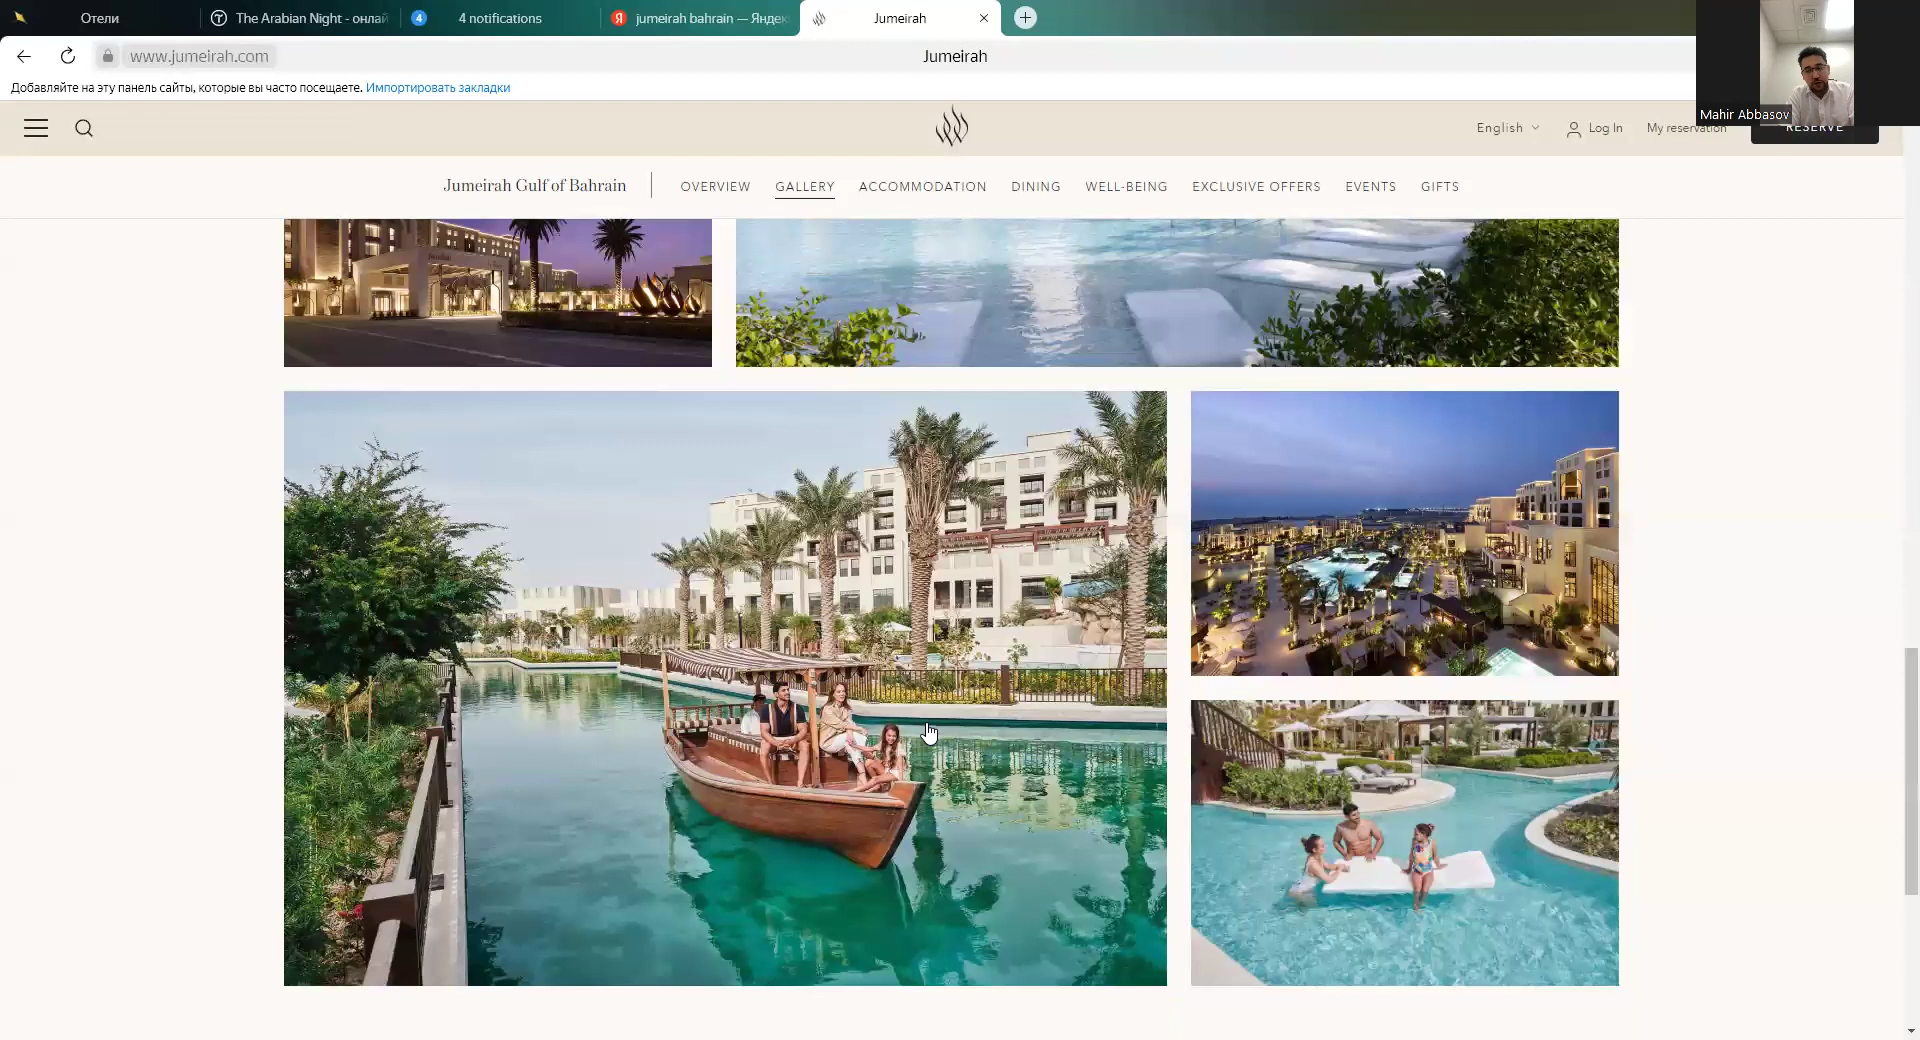 Отели
The Arabian Night - онлай
4
4 notifications
Я
jumeirah bahrain — Яндек
Jumeirah
www.jumeirah.com
Jumeirah
Добавляйте на эту панель сайты, которые вы часто посещаете. Импортировать закладки
English
Log In
My reservation
RESERVE
Mahir Abbasov
Jumeirah Gulf of Bahrain
OVERVIEW
GALLERY
ACCOMMODATION
DINING
WELL-BEING
EXCLUSIVE OFFERS
EVENTS
GIFTS